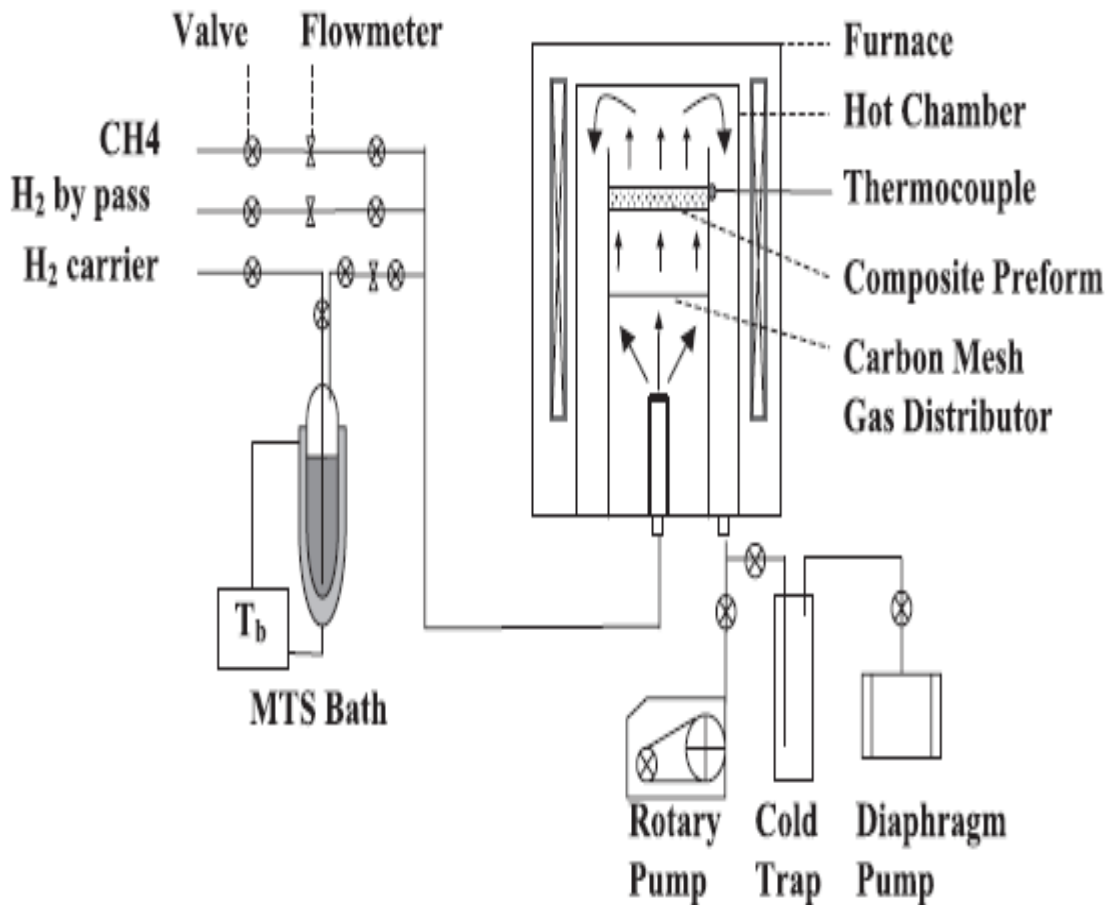 Valve Flowmeter
CH4
H₂ by pass
H₂ carrier
T_b
MTS Bath
Furnace
Hot Chamber
Thermocouple
Composite Preform
Carbon Mesh
Gas Distributor
Rotary Pump
Cold Trap
Diaphragm Pump